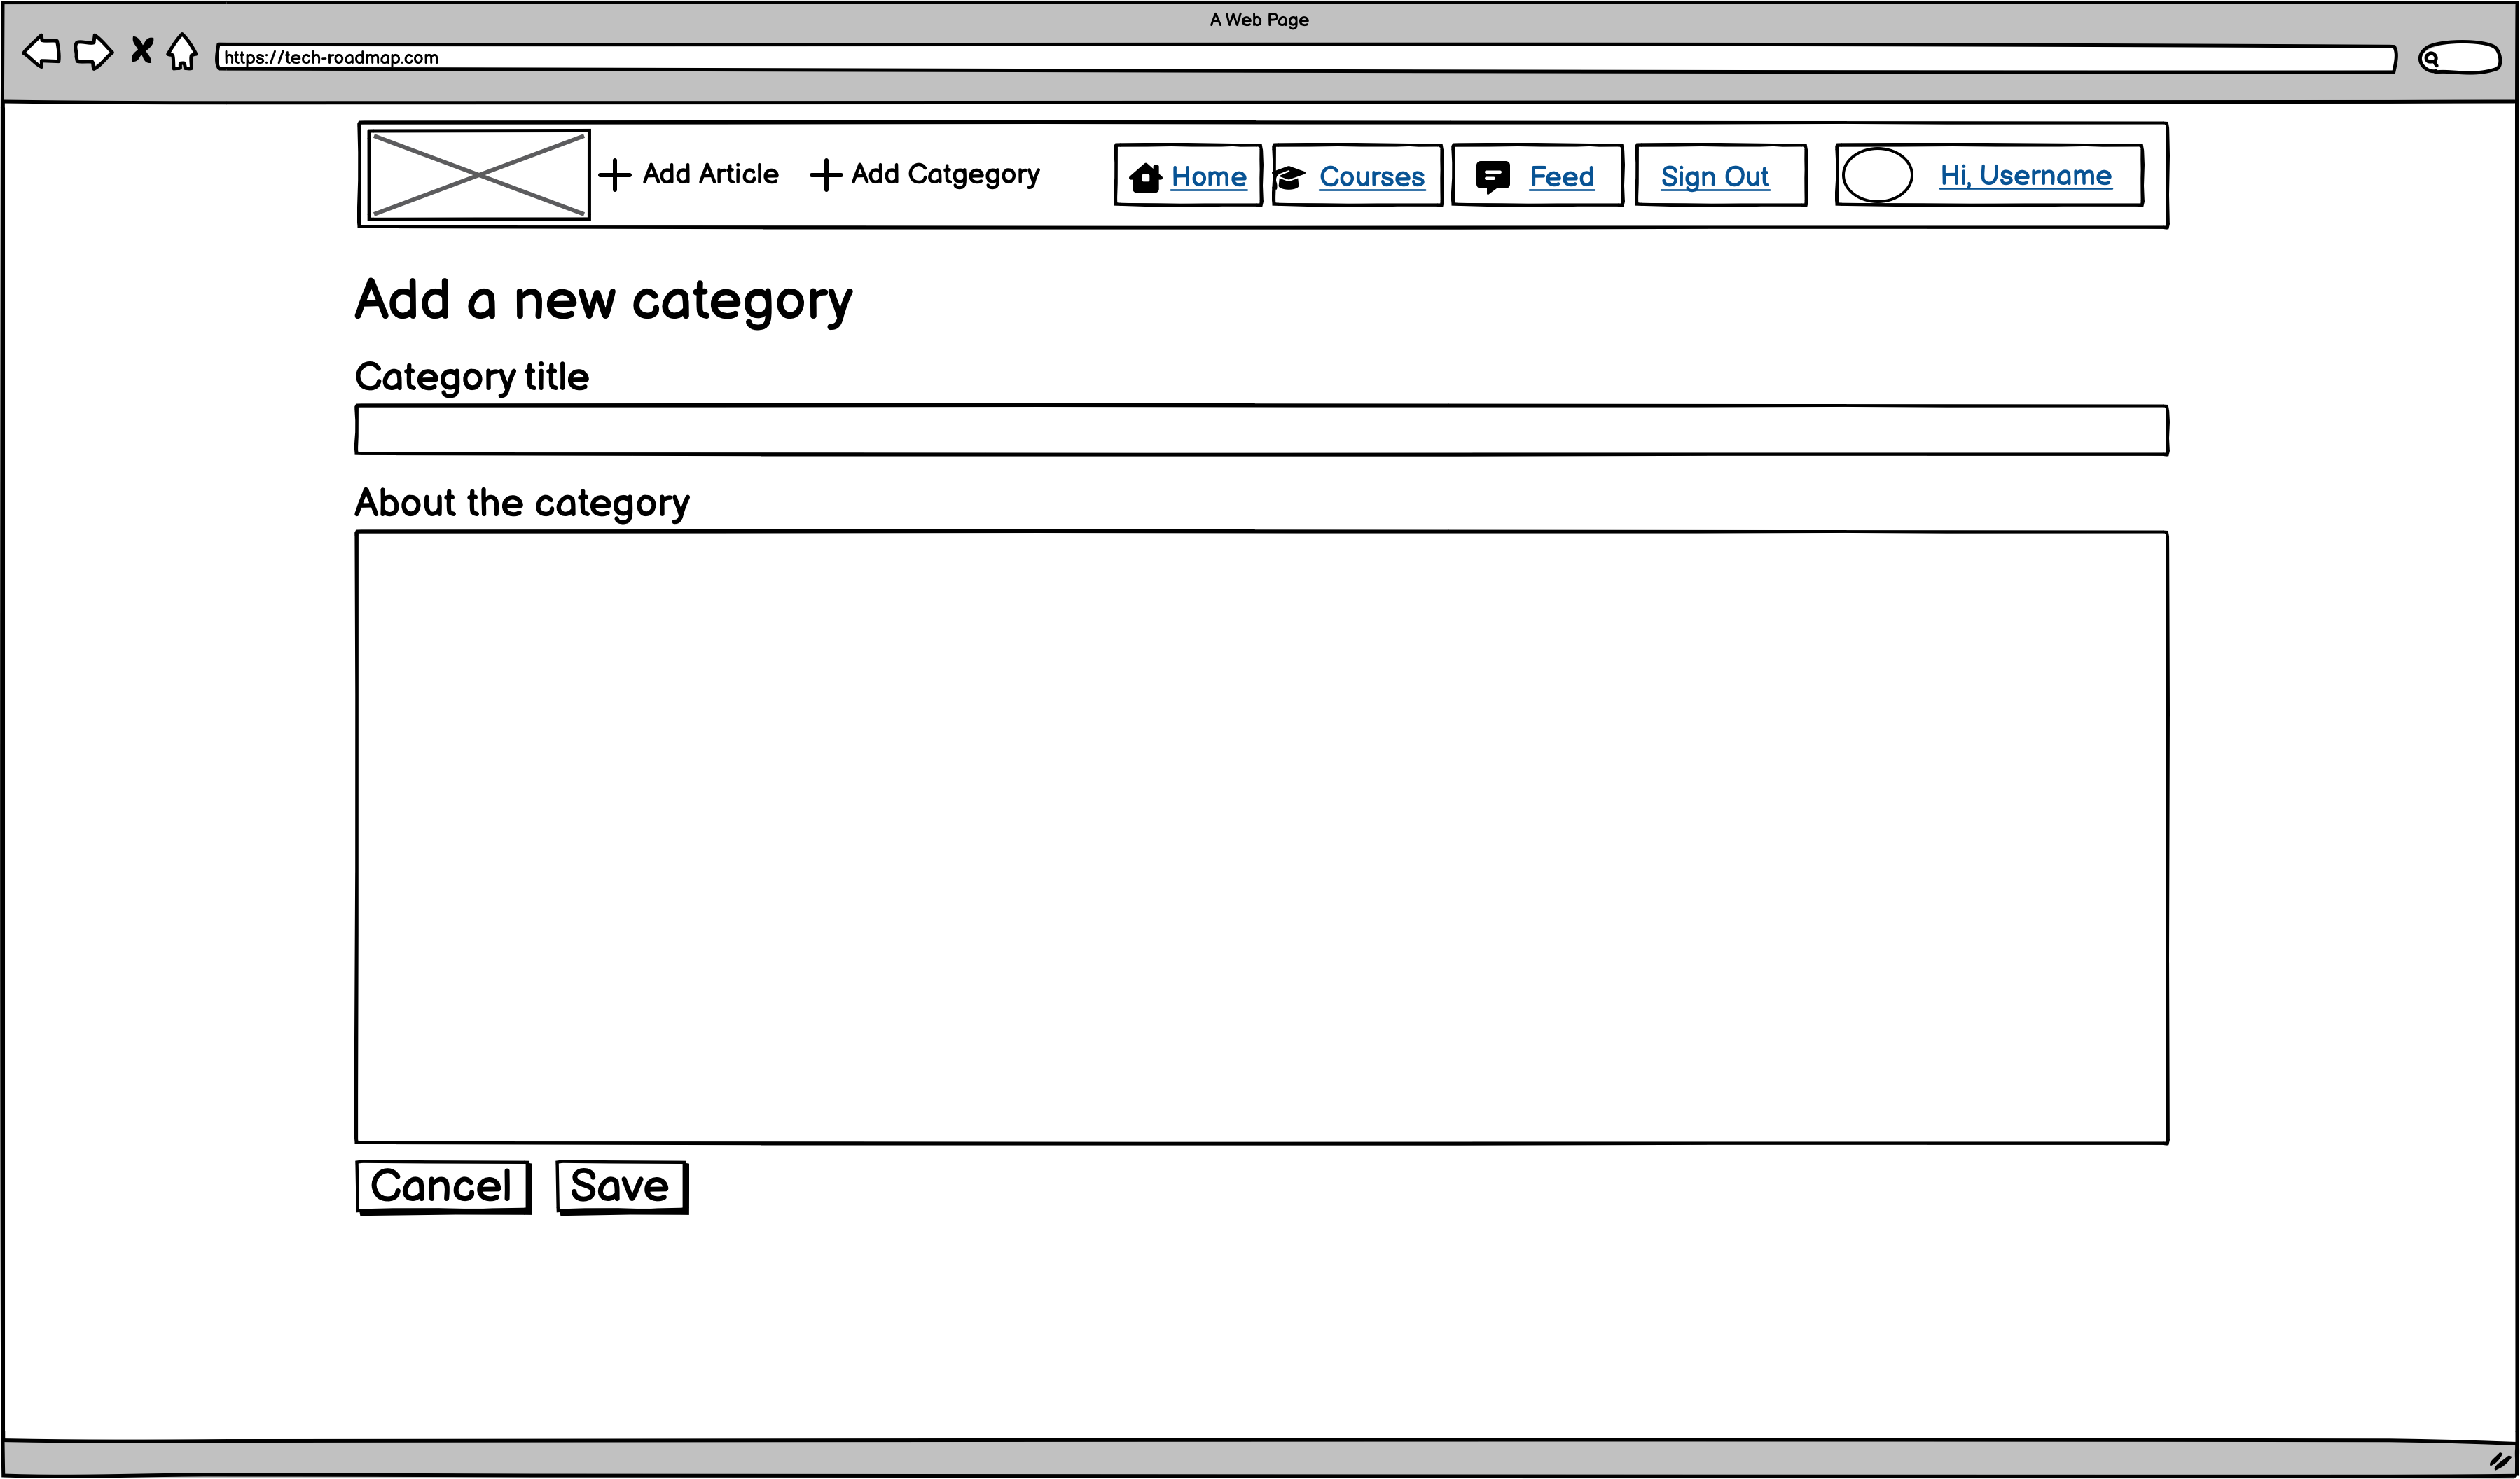 A Web Page
https://tech-roadmap.com
Add Article Add Catgegory Home Courses Feed Sign Out Hi, Username
Add a new category
Category title
About the category
Cancel Save